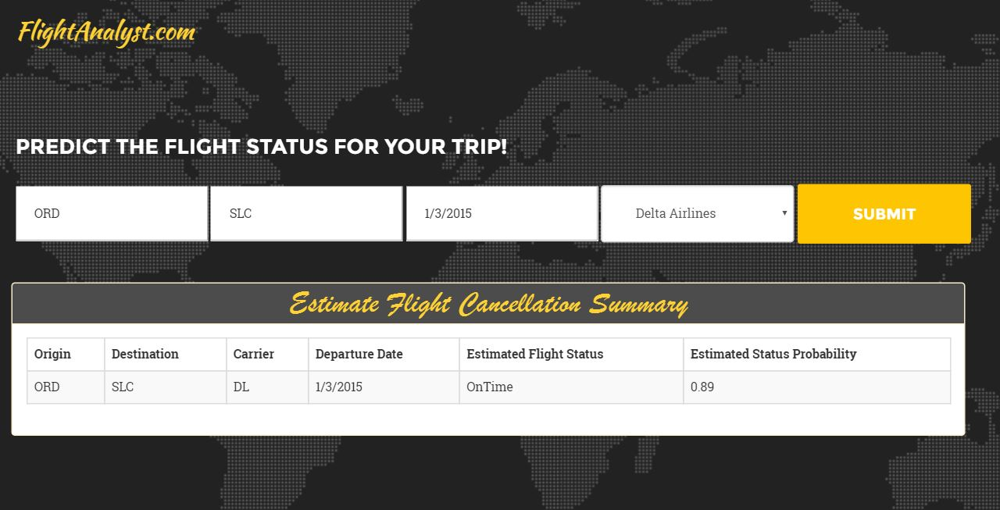 FlightAnalyst.com
PREDICT THE FLIGHT STATUS FOR YOUR TRIP!
ORD SLC 1/3/2015 Delta Airlines SUBMIT
Estimate Flight Cancellation Summary
Origin Destination Carrier Departure Date Estimated Flight Status Estimated Status Probability
ORD SLC DL 1/3/2015 OnTime 0.89